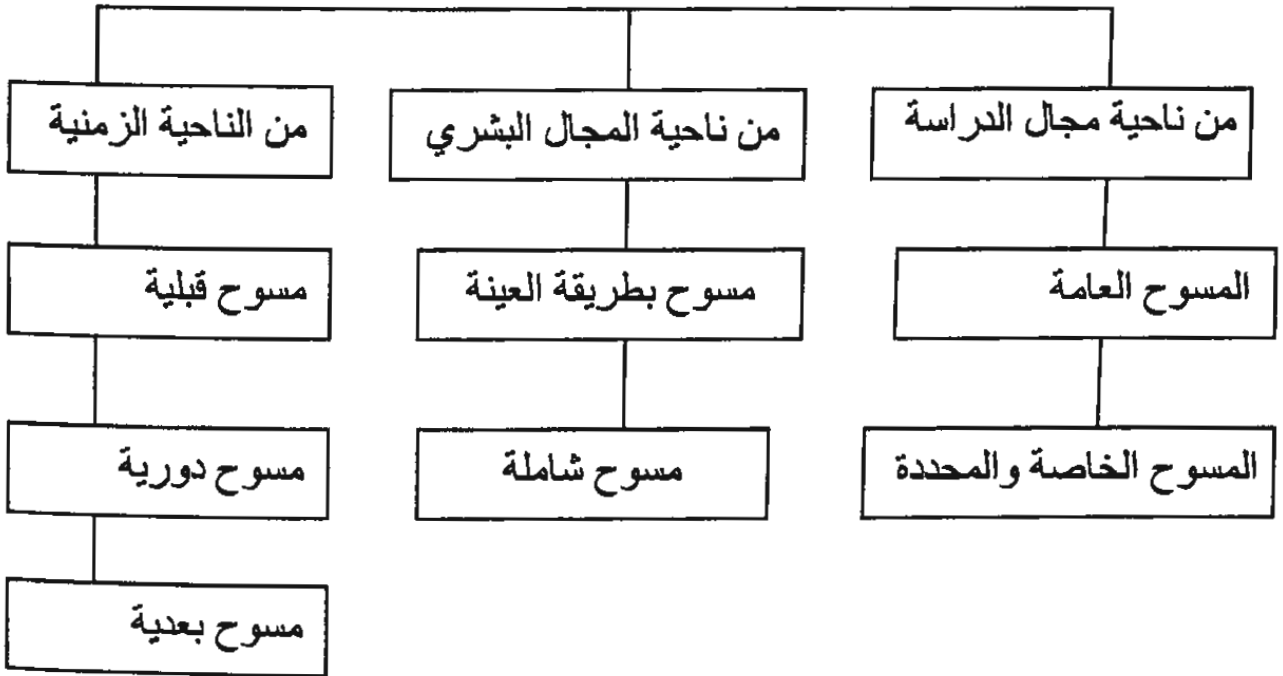 من ناحية مجال الدراسة
من ناحية المجال البشري
من الناحية الزمنية
المسوح العامة
مسوح بطريقة العينة
مسوح قبلية
المسوح الخاصة والمحددة
مسوح شاملة
مسوح دورية
مسوح بعدية